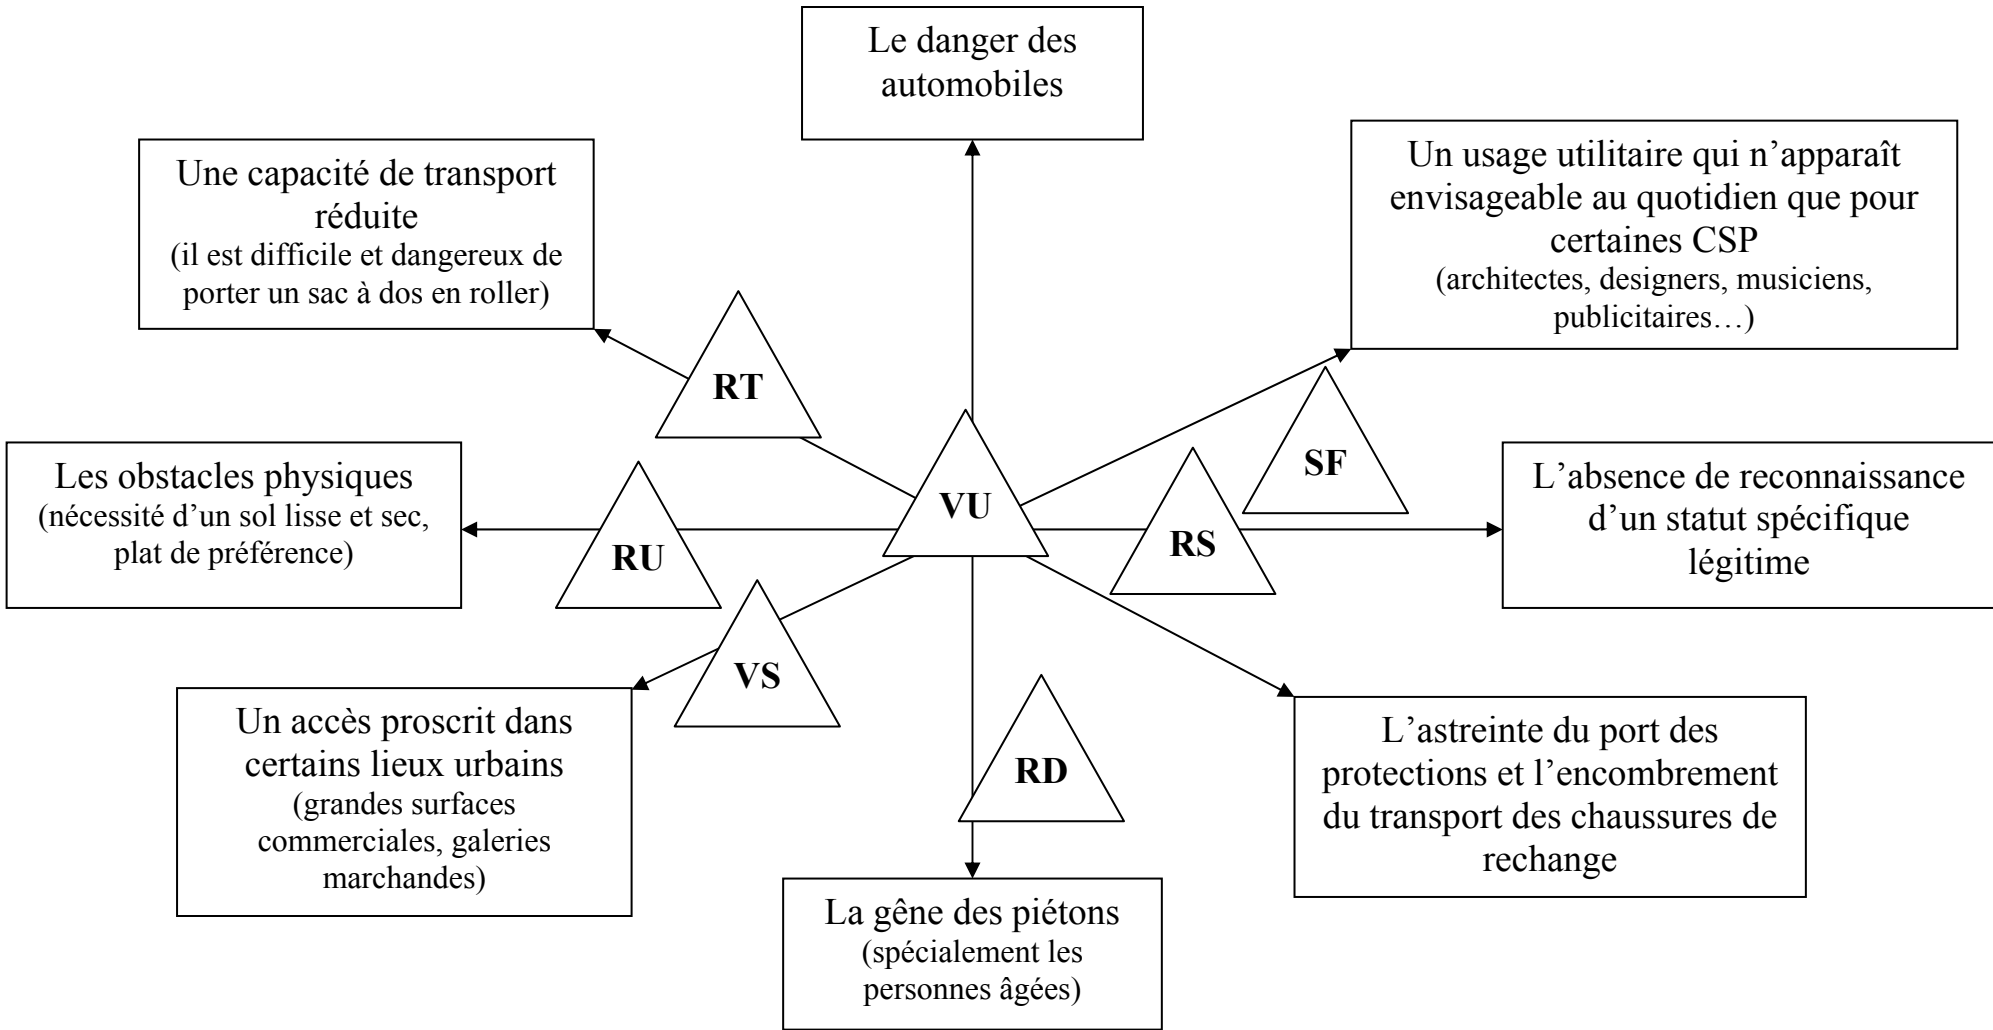 Le danger des
automobiles
Une capacité de transport
réduite
(il est difficile et dangereux de
porter un sac à dos en roller)
Un usage utilitaire qui n’apparaît
envisageable au quotidien que pour
certaines CSP
(architectes, designers, musiciens,
publicitaires…)
RT
SF
VU
Les obstacles physiques
(nécessité d’un sol lisse et sec,
plat de préférence)
RU
RS
L’absence de reconnaissance
d’un statut spécifique
légitime
VS
Un accès proscrit dans
certains lieux urbains
(grandes surfaces
commerciales, galeries
marchandes)
RD
L’astreinte du port des
protections et l’encombrement
du transport des chaussures de
rechange
La gêne des piétons
(spécialement les
personnes âgées)